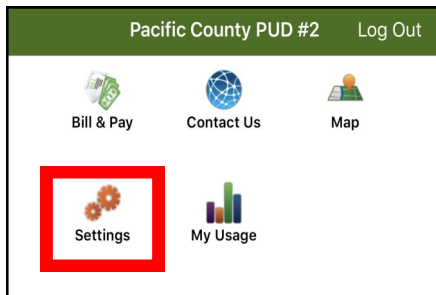 Pacific County PUD #2 Log Out
Bill & Pay Contact Us Map
Settings My Usage